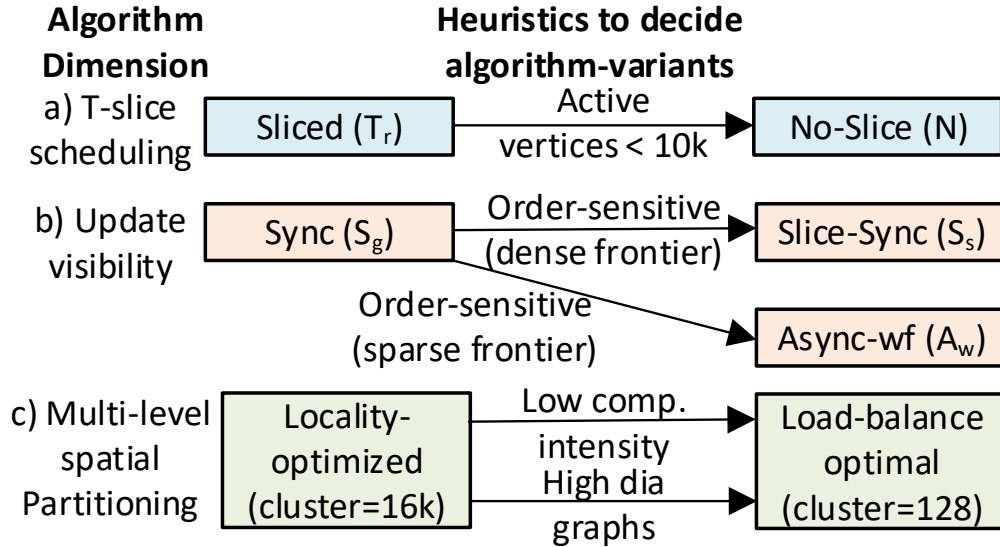 Algorithm
Dimension
Heuristics to decide
algorithm-variants
a) T-slice
scheduling
Sliced (Tr)
Active
vertices < 10k
No-Slice (N)
b) Update
visibility
Sync (Sg)
Order-sensitive
(dense frontier)
Slice-Sync (Ss)
Order-sensitive
(sparse frontier)
Async-wf (Aw)
c) Multi-level
spatial
Partitioning
Locality-
optimized
(cluster=16k)
Low comp.
intensity
High dia
graphs
Load-balance
optimal
(cluster=128)